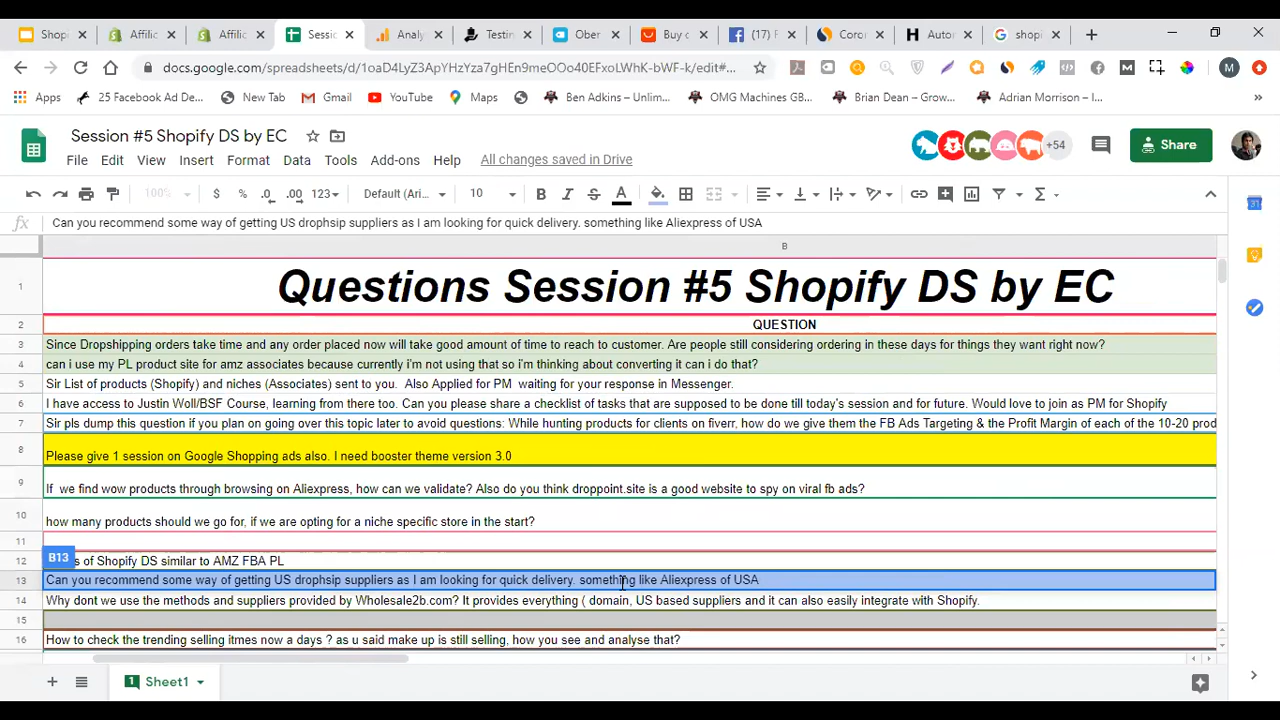 Shop
Affilic
Affilic
Sessic
Analy
Testin
Ober
Buy c
(17) F
Coro
Auto
shopi
docs.google.com/spreadsheets/d/1oaD4LyZ3ApYHzYza7gHEn9meOOo40EFxoLWhK-bWF-k/edit#...
M
Apps
25 Facebook Ad De...
New Tab
Gmail
YouTube
Maps
Ben Adkins – Unlim...
OMG Machines GB...
Brian Dean – Grow...
Adrian Morrison – I...
Session #5 Shopify DS by EC
+54
Share
File Edit View Insert Format Data Tools Add-ons Help All changes saved in Drive
100% $ % .0 .00 123 Default (Ari... 10 B I S A
fx Can you recommend some way of getting US drophsip suppliers as I am looking for quick delivery. something like Aliexpress of USA
B
1 Questions Session #5 Shopify DS by EC
2 QUESTION
3 Since Dropshipping orders take time and any order placed now will take good amount of time to reach to customer. Are people still considering ordering in these days for things they want right now?
4 can i use my PL product site for amz associates because currently i'm not using that so i'm thinking about converting it can i do that?
5 Sir List of products (Shopify) and niches (Associates) sent to you. Also Applied for PM waiting for your response in Messenger.
6 I have access to Justin Woll/BSF Course, learning from there too. Can you please share a checklist of tasks that are supposed to be done till today's session and for future. Would love to join as PM for Shopify
7 Sir pls dump this question if you plan on going over this topic later to avoid questions: While hunting products for clients on fiverr, how do we give them the FB Ads Targeting & the Profit Margin of each of the 10-20 prod
8 Please give 1 session on Google Shopping ads also. I need booster theme version 3.0
9 If we find wow products through browsing on Aliexpress, how can we validate? Also do you think droppoint.site is a good website to spy on viral fb ads?
10 how many products should we go for, if we are opting for a niche specific store in the start?
11
B13
12 s of Shopify DS similar to AMZ FBA PL
13 Can you recommend some way of getting US drophsip suppliers as I am looking for quick delivery. something like Aliexpress of USA
14 Why dont we use the methods and suppliers provided by Wholesale2b.com? It provides everything ( domain, US based suppliers and it can also easily integrate with Shopify.
15
16 How to check the trending selling itmes now a days ? as u said make up is still selling, how you see and analyse that?
1 Sheet1